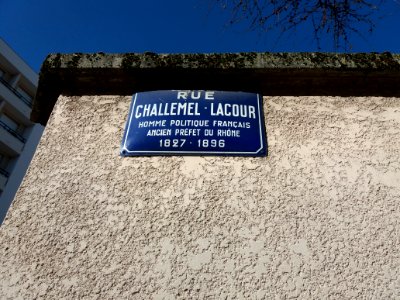 RUE
CHALLEMEL - LACOUR
HOMME POLITIQUE FRANÇAIS
ANCIEN PRÉFET DU RHÔNE
1827 - 1896